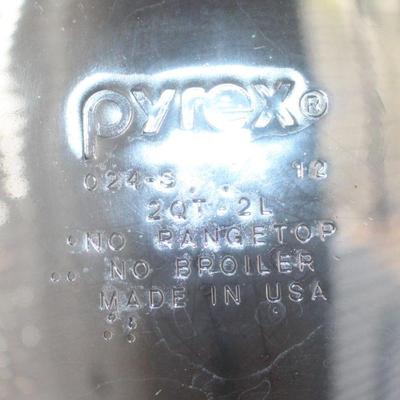 pyrex®
024-S 12
2QT-2L
NO RANGETOP
NO BROILER
MADE IN USA